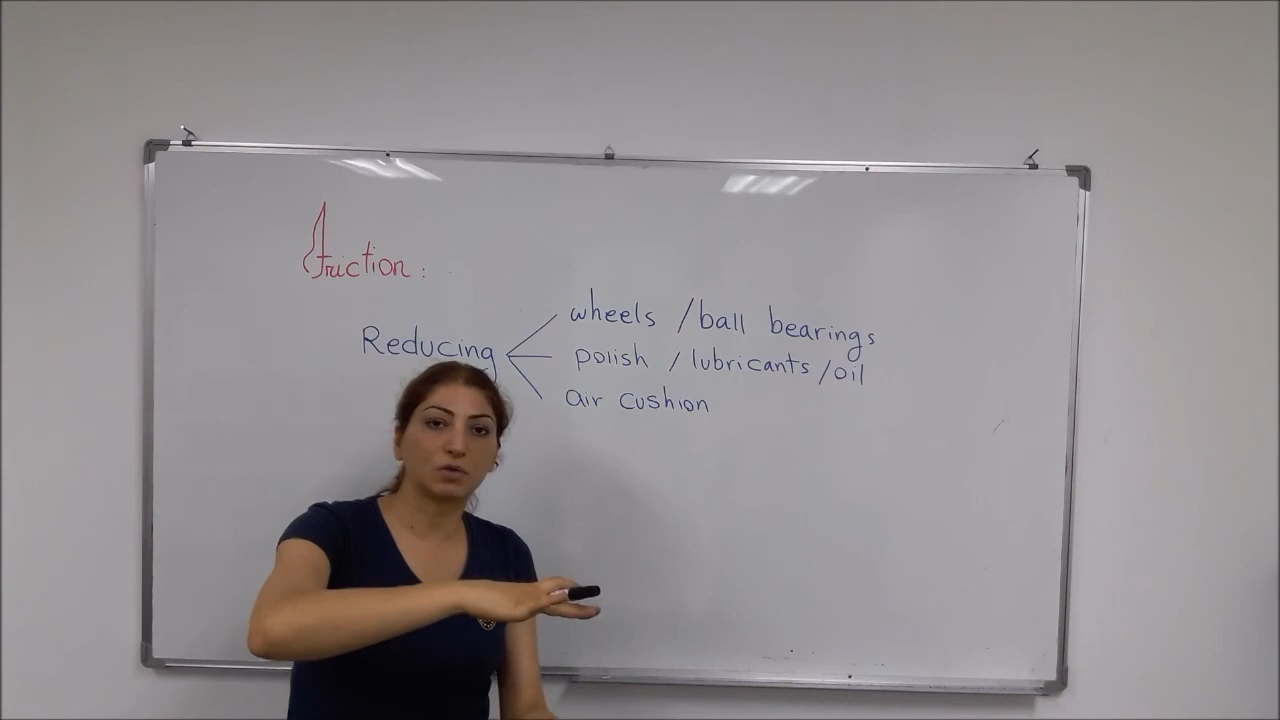 friction:
wheels / ball bearings
Reducing polish / lubricants / oil
air cushion